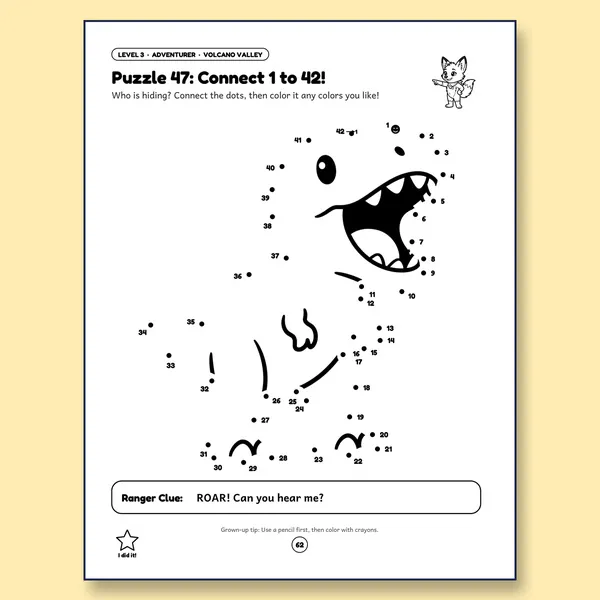 LEVEL 3 · ADVENTURER · VOLCANO VALLEY
Puzzle 47: Connect 1 to 42!
Who is hiding? Connect the dots, then color it any colors you like!
42 1 1 2
41 3
40 4
39 5
38 6
37 7
36 8
9
10
11
12
35 13
34 14
33 15
16
17
32 18
26 25
24
27 19
20
31 28 23 21
30 29 22
Ranger Clue: ROAR! Can you hear me?
Grown-up tip: Use a pencil first, then color with crayons.
I did it!
62